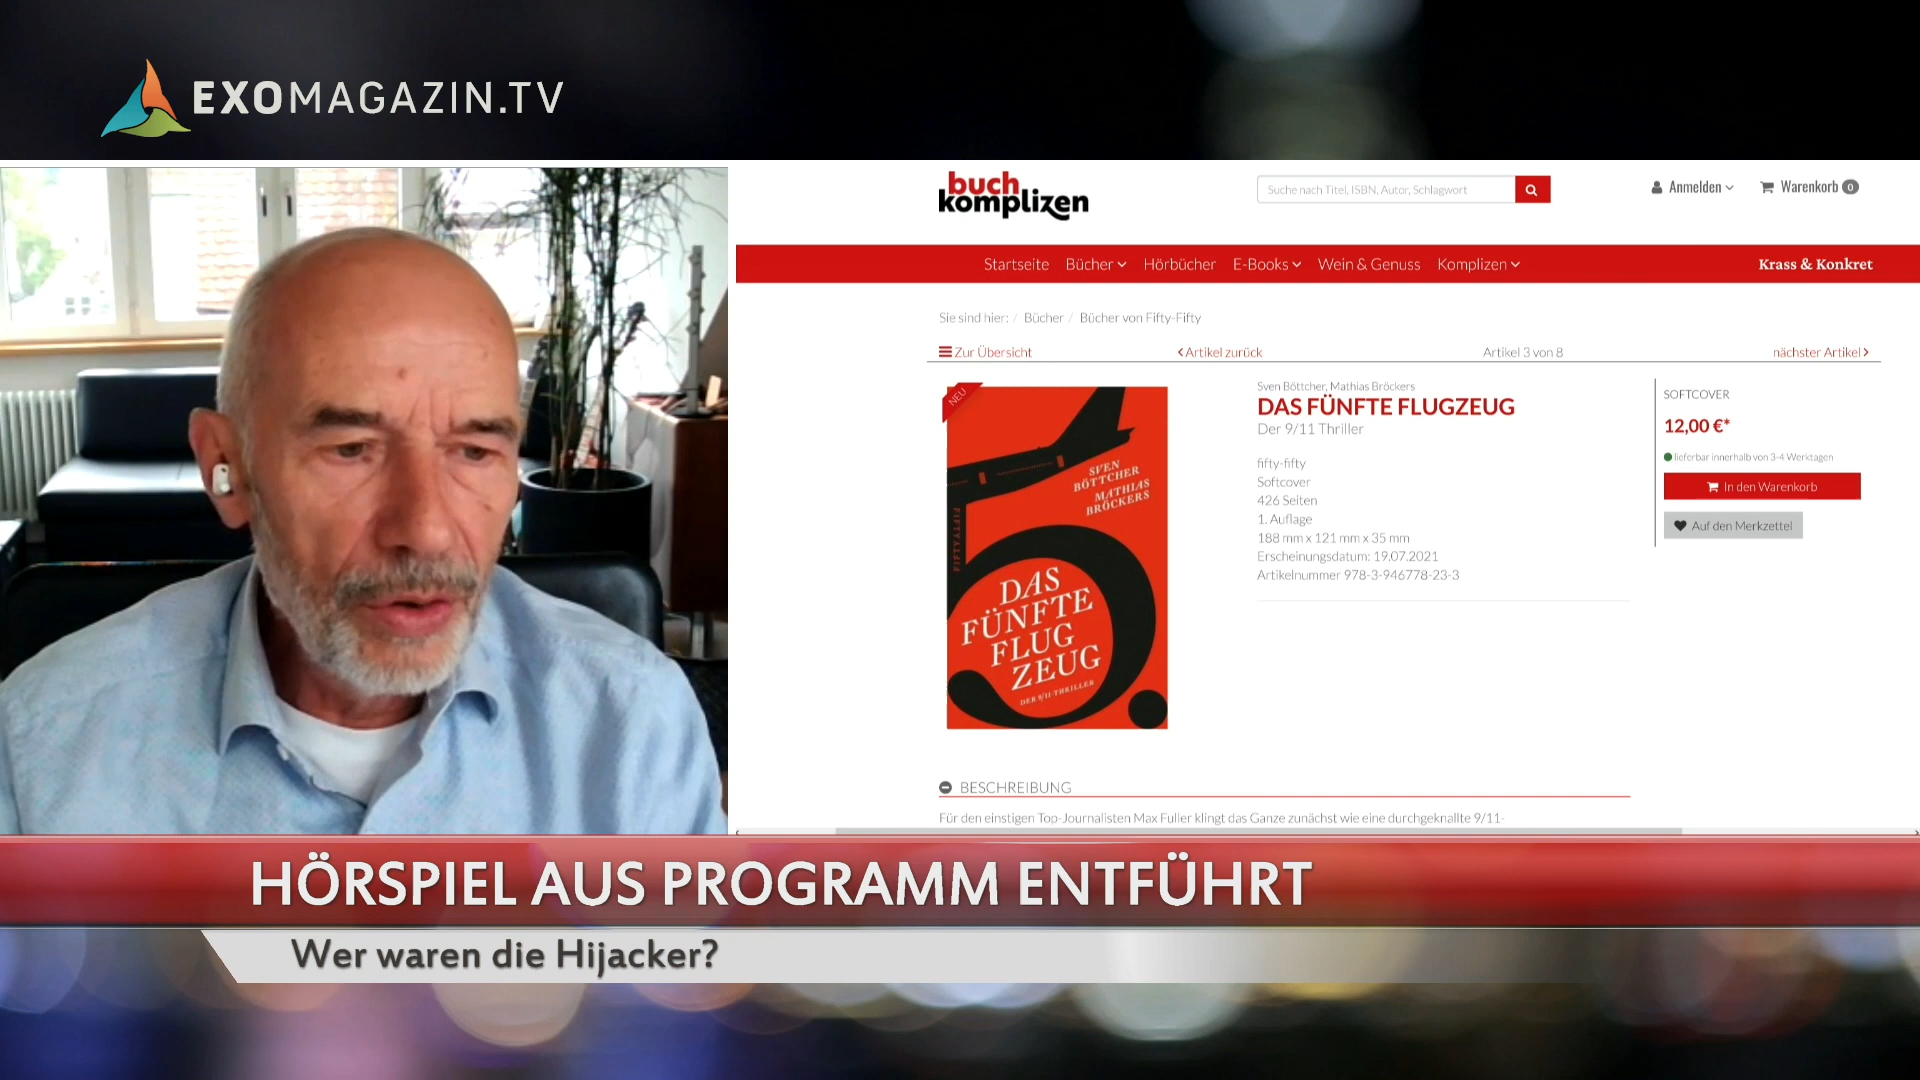 EXOMAGAZIN.TV
buch
komplizen
Suche nach Titel, ISBN, Autor, Schlagwort
Anmelden
Warenkorb 0
Startseite Bücher Hörbücher E-Books Wein & Genuss Komplizen
Krass & Konkret
Sie sind hier: / Bücher / Bücher von Fifty-Fifty
Zur Übersicht
Artikel zurück
Artikel 3 von 8
nächster Artikel
NEU
SVEN
BÖTTCHER
MATHIAS
BRÖCKERS
FIFTYFIFTY
DAS
FÜNFTE
FLUG
ZEUG
DER 9/11-THRILLER
Sven Böttcher, Mathias Bröckers
DAS FÜNFTE FLUGZEUG
Der 9/11 Thriller
fifty-fifty
Softcover
426 Seiten
1. Auflage
188 mm x 121 mm x 35 mm
Erscheinungsdatum: 19.07.2021
Artikelnummer 978-3-946778-23-3
SOFTCOVER
12,00 €*
lieferbar innerhalb von 3-4 Werktagen
In den Warenkorb
Auf den Merkzettel
BESCHREIBUNG
Für den einstigen Top-Journalisten Max Fuller klingt das Ganze zunächst wie eine durchgeknallte 9/11-
HÖRSPIEL AUS PROGRAMM ENTFÜHRT
Wer waren die Hijacker?